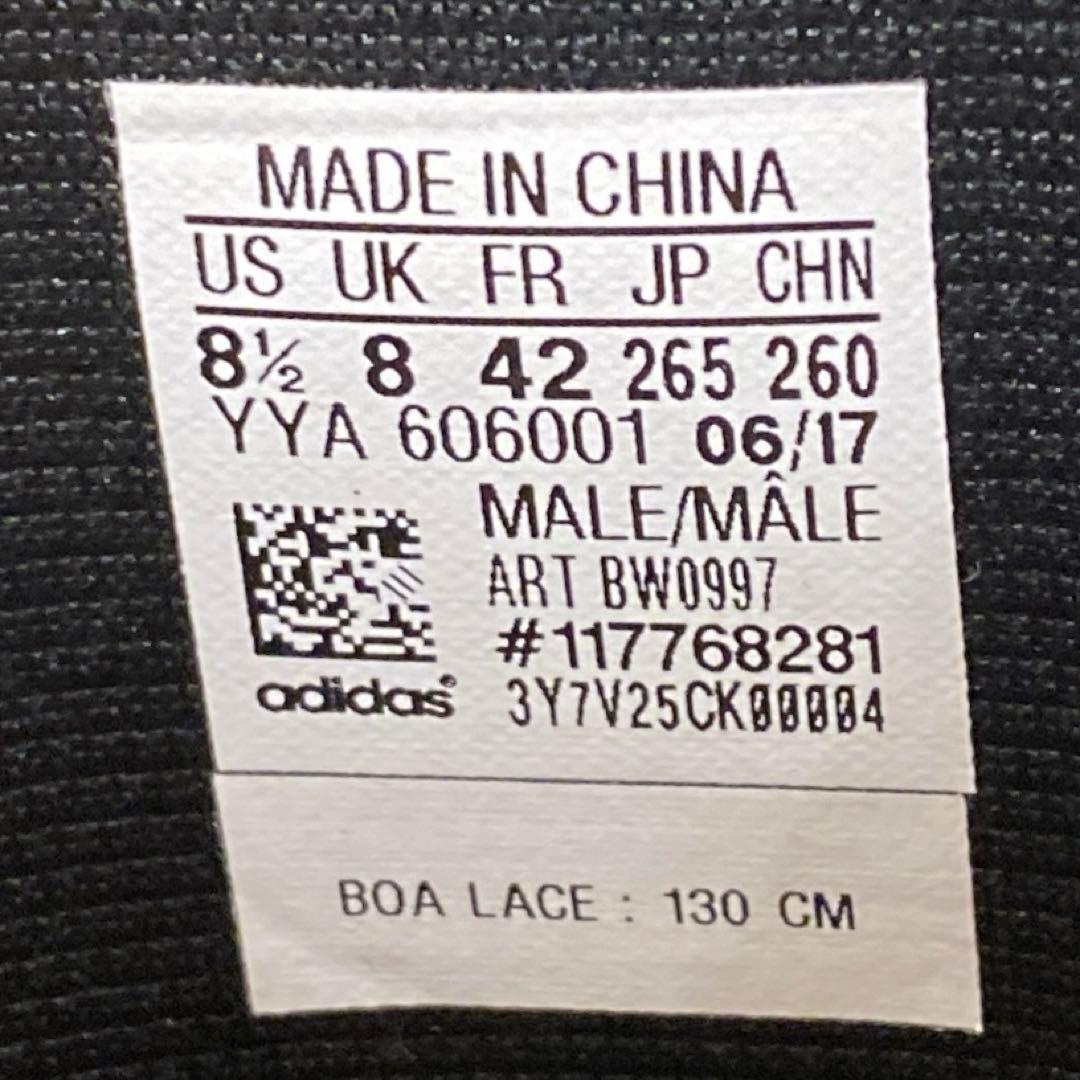 MADE IN CHINA
US UK FR JP CHN
8½ 8 42 265 260
YYA 606001 06/17
MALE/MÂLE
ART BW0997
#117768281
adidas® 3Y7V25CK00004
BOA LACE : 130 CM